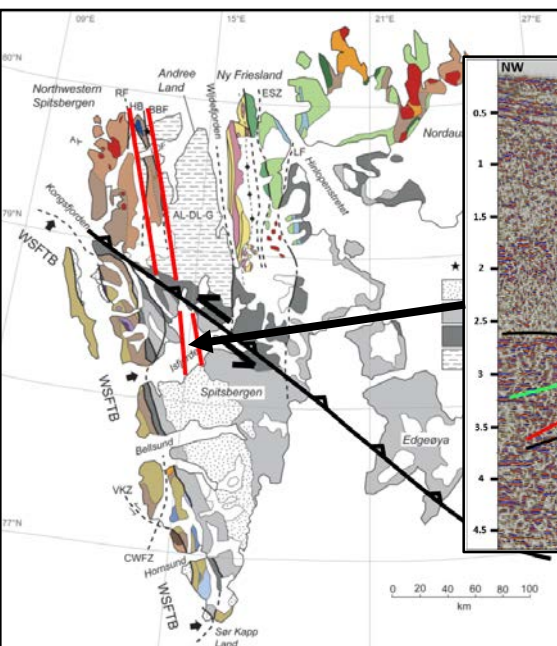 09°E
15°E
21°E
27°E
80°N
79°N
77°N
Northwestern
Spitsbergen
Andree
Land
Ny Friesland
Nordaus
RF
HB
BBF
Wijdefjorden
ESZ
LF
Hinlopenstretet
AL-DL-G
Kongsfjorden
WSFTB
WSFTB
WSFTB
Isfjorden
Spitsbergen
Edgeøya
Bellsund
VKZ
CWFZ
Hornsund
Sør Kapp
Land
0 20 40 60 80 100
km
NW
0.5
1
1.5
2
2.5
3
3.5
4
4.5